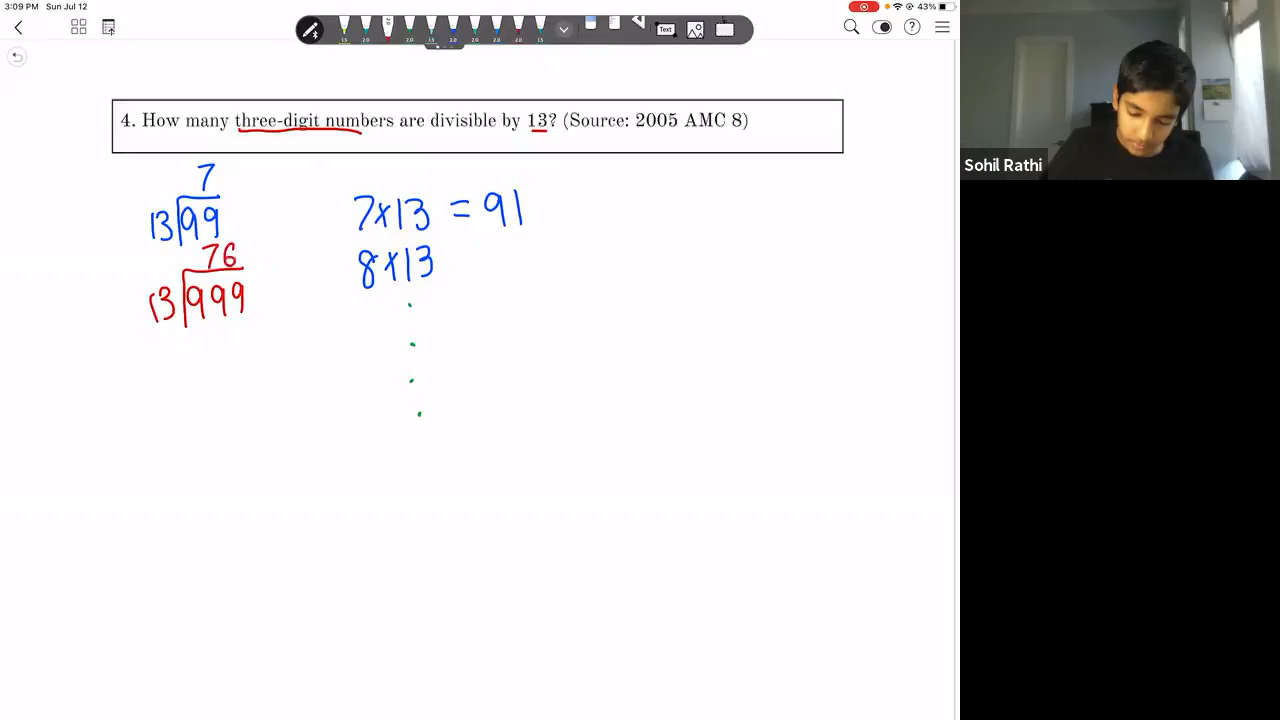 3:09 PM Sun Jul 12
43%
Text
4. How many three-digit numbers are divisible by 13? (Source: 2005 AMC 8)
Sohil Rathi
7
13 99
76
13 999
7×13 = 91
8×13
.
.
.
.